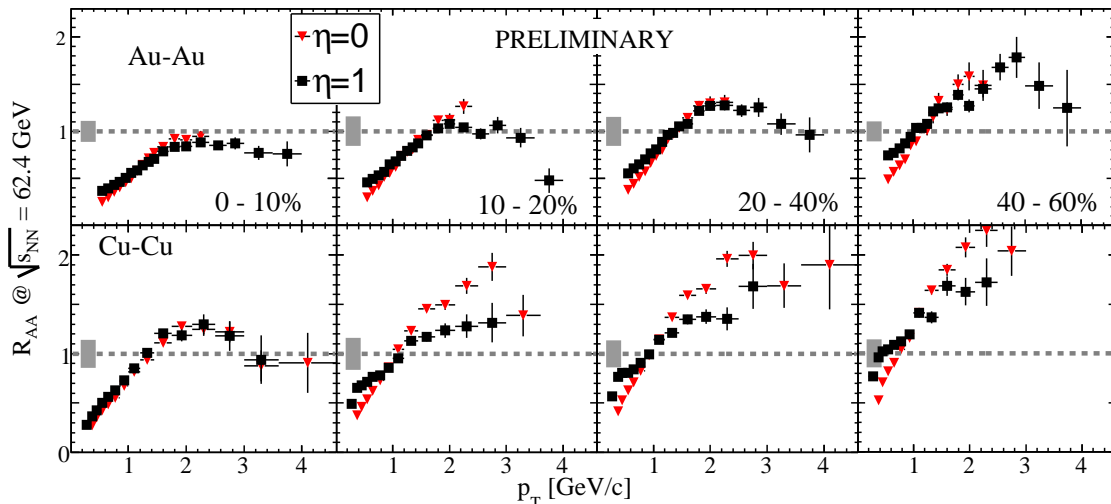 Au-Au
η=0
η=1
PRELIMINARY
2
1
0 - 10%
10 - 20%
20 - 40%
40 - 60%
R_AA @ √s_NN = 62.4 GeV
Cu-Cu
2
1
0
1 2 3 4
1 2 3 4
1 2 3 4
1 2 3 4
p_T [GeV/c]